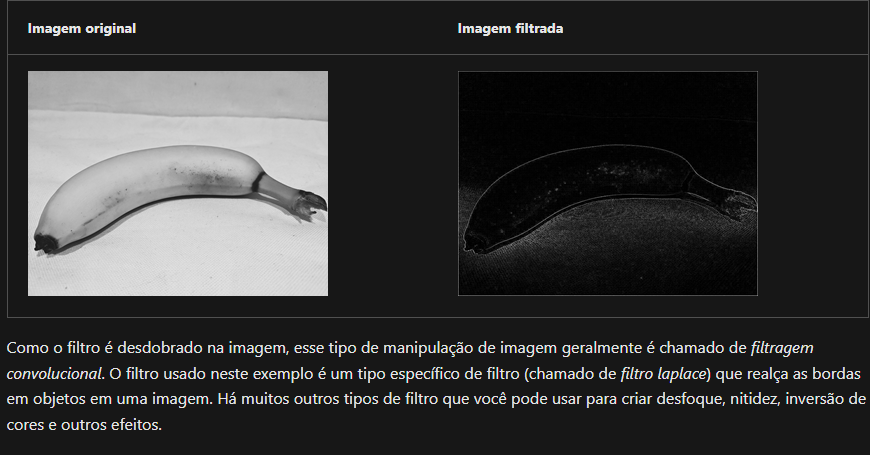 Imagem original
Imagem filtrada
Como o filtro é desdobrado na imagem, esse tipo de manipulação de imagem geralmente é chamado de filtragem
convolucional. O filtro usado neste exemplo é um tipo específico de filtro (chamado de filtro laplace) que realça as bordas
em objetos em uma imagem. Há muitos outros tipos de filtro que você pode usar para criar desfoque, nitidez, inversão de
cores e outros efeitos.